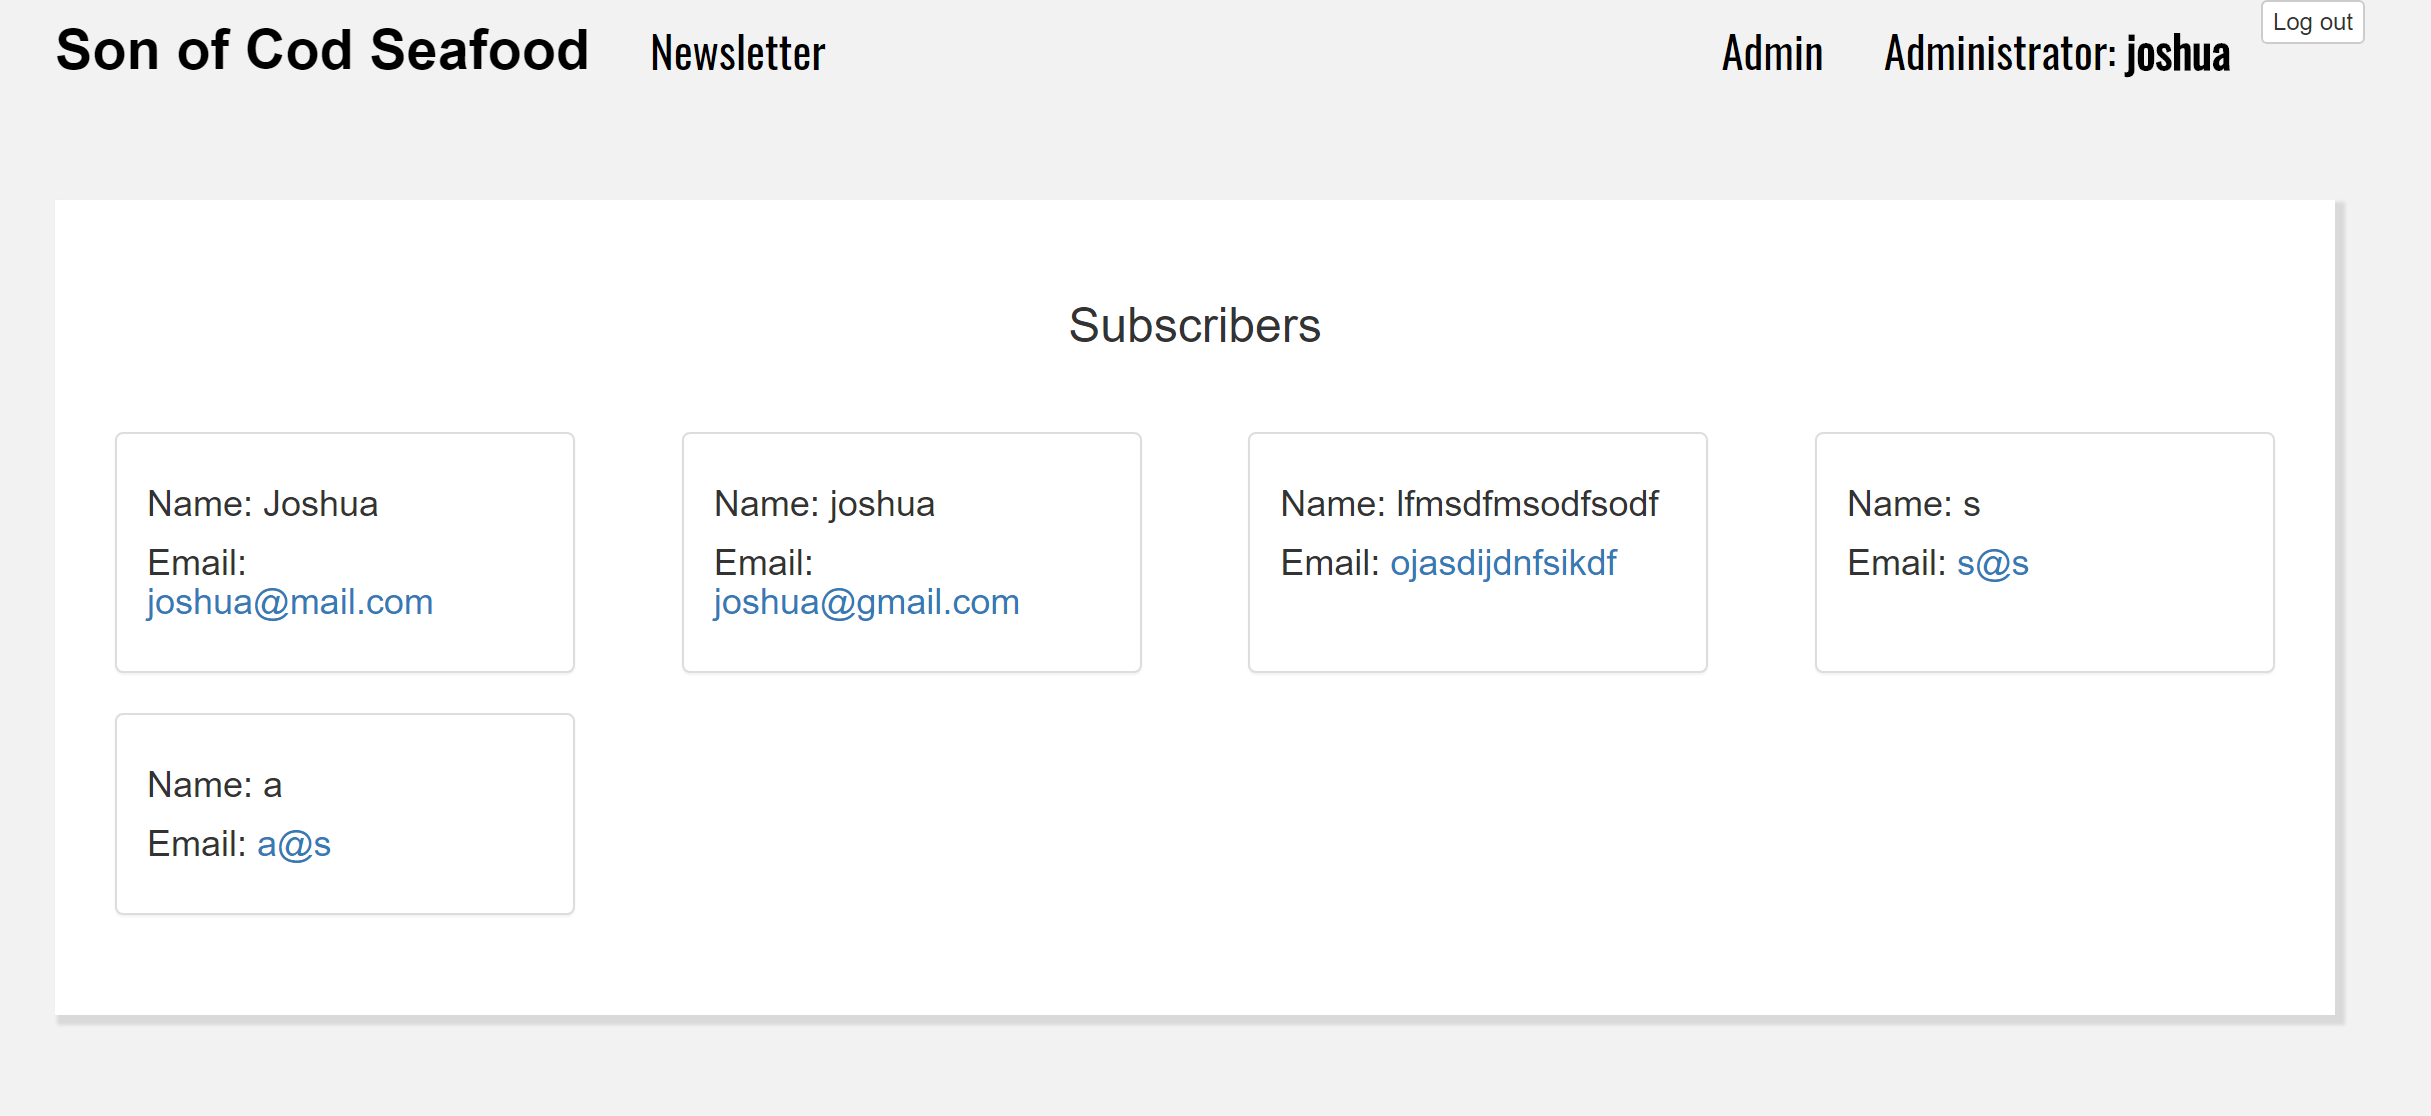 Son of Cod Seafood Newsletter Admin Administrator: joshua Log out
Subscribers
Name: Joshua
Email:
joshua@mail.com
Name: joshua
Email:
joshua@gmail.com
Name: lfmsdfmsodfsodf
Email: ojasdijdnfsikdf
Name: s
Email: s@s
Name: a
Email: a@s